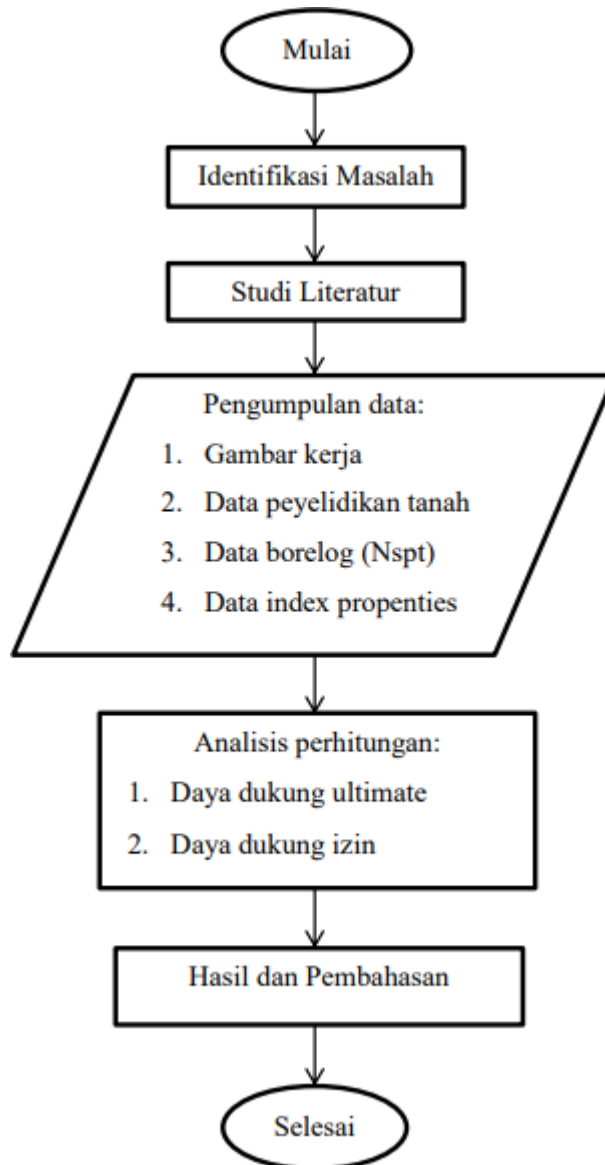 Mulai
Identifikasi Masalah
Studi Literatur
Pengumpulan data:
1. Gambar kerja
2. Data peyelidikan tanah
3. Data borelog (Nspt)
4. Data index propenties
Analisis perhitungan:
1. Daya dukung ultimate
2. Daya dukung izin
Hasil dan Pembahasan
Selesai